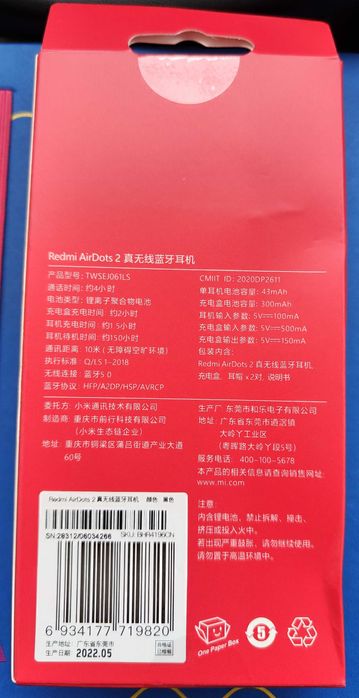 Redmi AirDots 2 真无线蓝牙耳机
产品型号: TWSEJ061LS
通话时间: 约4小时
电池类型: 锂离子聚合物电池
充电盒充电时间: 约2小时
耳机充电时间: 约1.5小时
耳机待机时间: 约150小时
通讯距离: 10米 (无障碍空旷环境)
执行标准: Q/LS 1-2018
无线连接: 蓝牙5.0
蓝牙协议: HFP/A2DP/HSP/AVRCP
CMIIT ID: 2020DP2611
单耳机电池容量: 43mAh
充电盒电池容量: 300mAh
耳机输入参数: 5V⎓100mA
充电盒输入参数: 5V⎓500mA
充电盒输出参数: 5V⎓150mA
包装内含:
Redmi AirDots 2 真无线蓝牙耳机、
充电盒、耳帽 x 2对、说明书
委托方: 小米通讯技术有限公司
制造商: 重庆市前行科技有限公司
(小米生态链企业)
地址: 重庆市铜梁区蒲吕街道产业大道
60号
生产厂: 东莞市和乐电子有限公司
地址: 广东省东莞市道滘镇
大岭丫工业区
(粤晖路大岭丫段5号)
服务电话: 400-100-5678
本产品的相关信息请查询销售网址:
www.mi.com
注意:
内含锂电池, 禁止拆解、撞击、
挤压或投入火中。
若出现严重鼓胀, 请勿继续使用。
请勿置于高温环境中。
Redmi AirDots 2 真无线蓝牙耳机 颜色: 黑色
SN:28312/06034266 SKU: BHR4196CN
6 934177 719820
生产地: 广东省东莞市
生产日期: 2022.05
合格证
已检验
One Paper Box
5